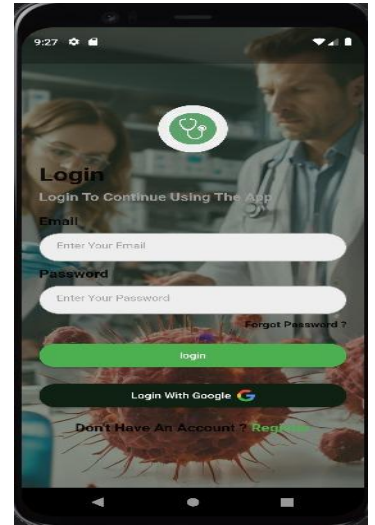 9:27
Login
Login To Continue Using The App
Email
Enter Your Email
Password
Enter Your Password
Forgot Password ?
login
Login With Google
Don't Have An Account ? Register